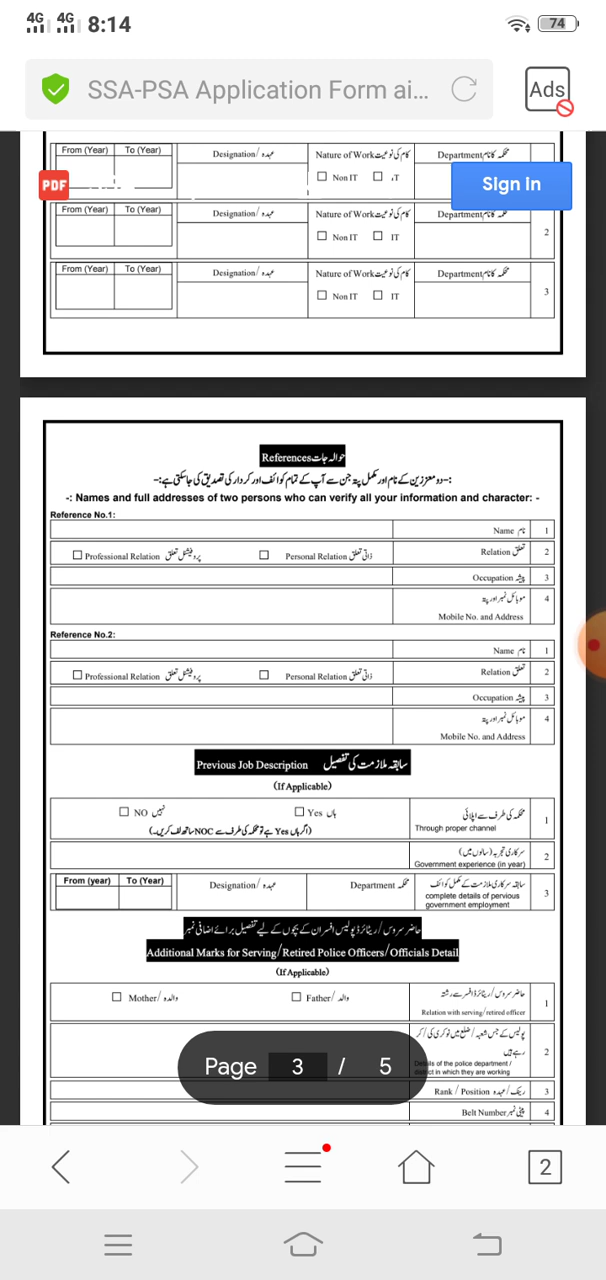 4G 4G 8:14 74
SSA-PSA Application Form ai... Ads
From (Year) To (Year) Designation/ عہدہ Nature of Work کام کی نوعیت Department محکمہ کا نام
Non IT IT
PDF
Sign in
From (Year) To (Year) Designation/ عہدہ Nature of Work کام کی نوعیت Department محکمہ کا نام
Non IT IT 2
From (Year) To (Year) Designation/ عہدہ Nature of Work کام کی نوعیت Department محکمہ کا نام
Non IT IT 3
References حوالہ جات
:-دو معززین کے نام اور مکمل پتہ جن سے آپ کے تمام کوائف اور کردار کی تصدیق کی جاسکتی ہے:-
-: Names and full addresses of two persons who can verify all your information and character: -
Reference No.1:
Name نام 1
Professional Relation پروفیشنل تعلق Personal Relation ذاتی تعلق Relation تعلق 2
Occupation پیشہ 3
موبائل نمبر اور پتہ 4
Mobile No. and Address
Reference No.2:
Name نام 1
Professional Relation پروفیشنل تعلق Personal Relation ذاتی تعلق Relation تعلق 2
Occupation پیشہ 3
موبائل نمبر اور پتہ 4
Mobile No. and Address
Previous Job Description سابقہ ملازمت کی تفصیل
(If Applicable)
NO نہیں Yes ہاں محکمہ کی طرف سے اپلائی 1
(اگر ہاں Yes ہے تو محکمہ کی طرف سے NOC ساتھ لف کریں۔) Through proper channel
سرکاری تجربہ (سالوں میں) 2
Government experience (in year)
From (year) To (Year) Designation/ عہدہ Department محکمہ سابقہ سرکاری ملازمت کے مکمل کوائف 3
complete details of pervious
government employment
حاضر سروس/ریٹائرڈ پولیس افسران کے بچوں کے لیے تفصیل برائے اضافی نمبر
Additional Marks for Serving/Retired Police Officers/Officials Detail
(If Applicable)
Mother/ والدہ Father/ والد حاضر سروس/ریٹائرڈ افسر سے رشتہ 1
Relation with serving/retired officer
پولیس کے جس شعبہ/ضلع میں نوکری کی/کر
رہے ہیں 2
of the police department /
in which they are working
Page 3 / 5
Rank / Position رینک/عہدہ 3
Belt Number پیٹی نمبر 4
2